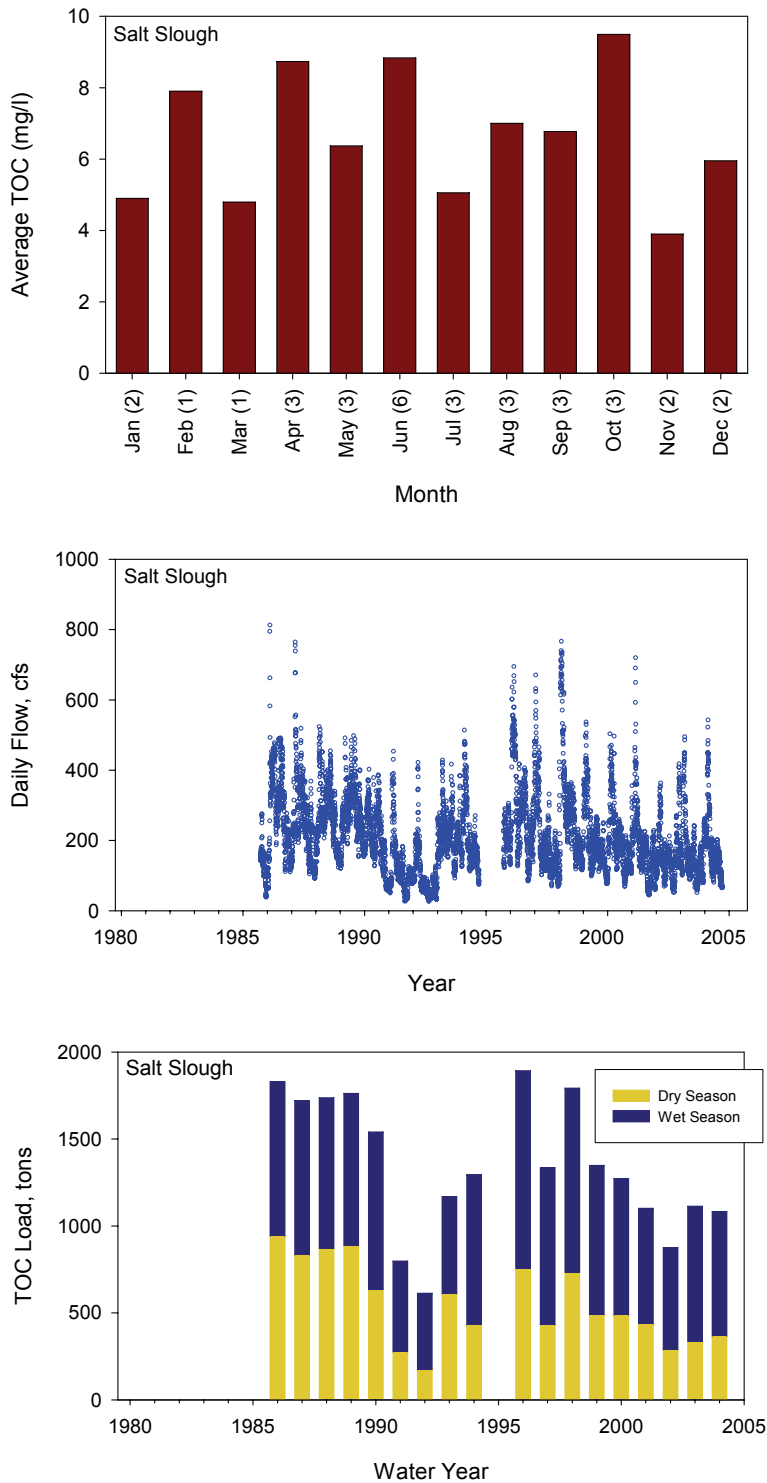 Salt Slough
Average TOC (mg/l)
10
8
6
4
2
0
Jan (2)
Feb (1)
Mar (1)
Apr (3)
May (3)
Jun (6)
Jul (3)
Aug (3)
Sep (3)
Oct (3)
Nov (2)
Dec (2)
Month
Salt Slough
Daily Flow, cfs
1000
800
600
400
200
0
1980 1985 1990 1995 2000 2005
Year
Salt Slough
TOC Load, tons
2000
1500
1000
500
0
Dry Season
Wet Season
1980 1985 1990 1995 2000 2005
Water Year